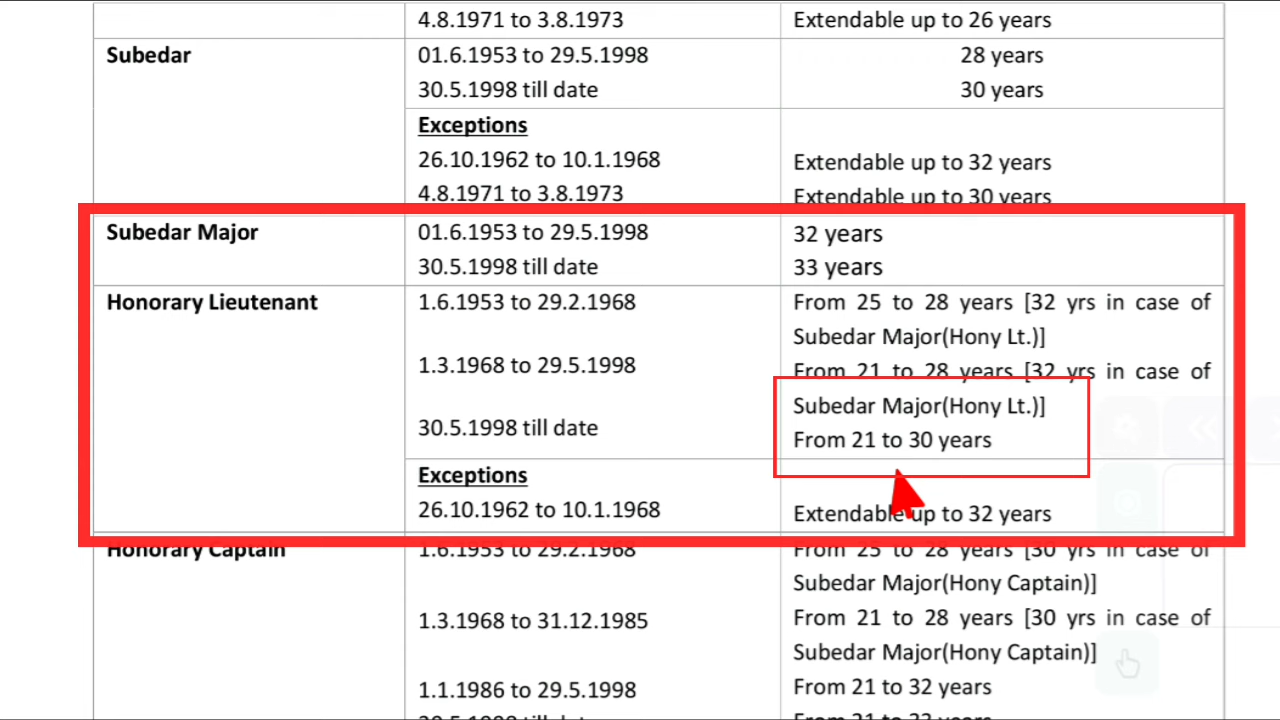 4.8.1971 to 3.8.1973 Extendable up to 26 years
Subedar 01.6.1953 to 29.5.1998 28 years
30.5.1998 till date 30 years
Exceptions
26.10.1962 to 10.1.1968 Extendable up to 32 years
4.8.1971 to 3.8.1973 Extendable up to 30 years
Subedar Major 01.6.1953 to 29.5.1998 32 years
30.5.1998 till date 33 years
Honorary Lieutenant 1.6.1953 to 29.2.1968 From 25 to 28 years [32 yrs in case of
Subedar Major(Hony Lt.)]
1.3.1968 to 29.5.1998 From 21 to 28 years [32 yrs in case of
Subedar Major(Hony Lt.)]
30.5.1998 till date From 21 to 30 years
Exceptions
26.10.1962 to 10.1.1968 Extendable up to 32 years
Honorary Captain 1.6.1953 to 29.2.1968 From 25 to 28 years [30 yrs in case of
Subedar Major(Hony Captain)]
1.3.1968 to 31.12.1985 From 21 to 28 years [30 yrs in case of
Subedar Major(Hony Captain)]
1.1.1986 to 29.5.1998 From 21 to 32 years